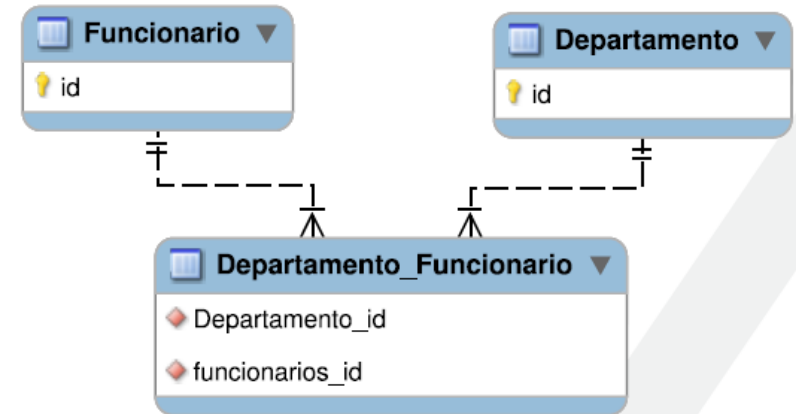 Funcionario
id
Departamento
id
Departamento_Funcionario
Departamento_id
funcionarios_id